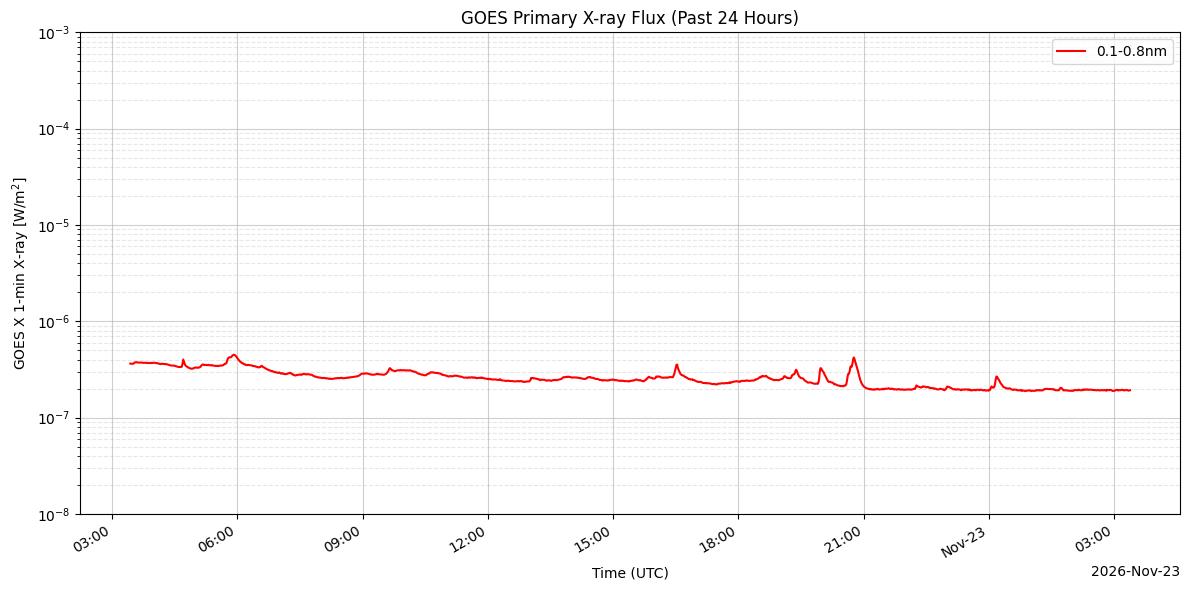 GOES Primary X-ray Flux (Past 24 Hours)
0.1-0.8nm
GOES X 1-min X-ray [W/m²]
10⁻³
10⁻⁴
10⁻⁵
10⁻⁶
10⁻⁷
10⁻⁸
03:00
06:00
09:00
12:00
15:00
18:00
21:00
Nov-23
03:00
Time (UTC)
2026-Nov-23